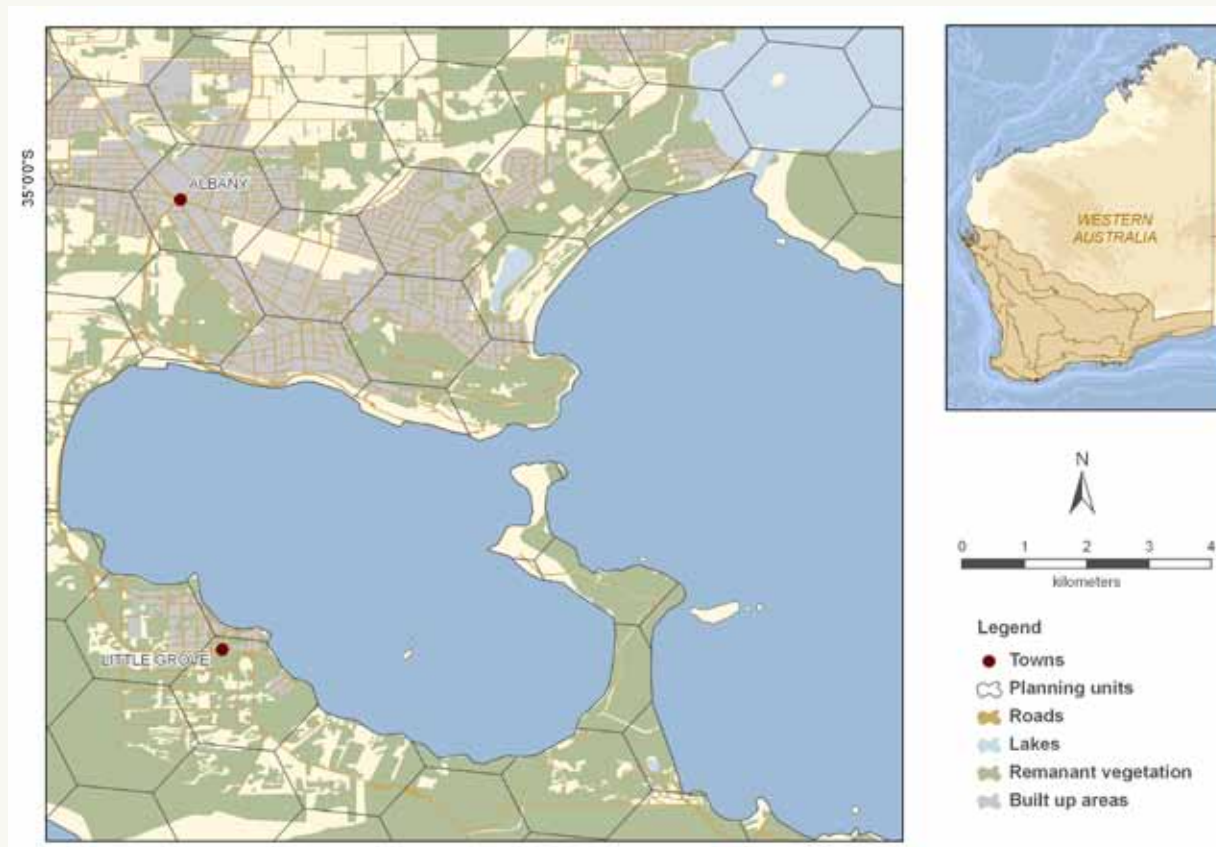 35°0'0"S
ALBANY
LITTLE GROVE
WESTERN
AUSTRALIA
N
0 1 2 3 4
kilometers
Legend
Towns
Planning units
Roads
Lakes
Remanant vegetation
Built up areas